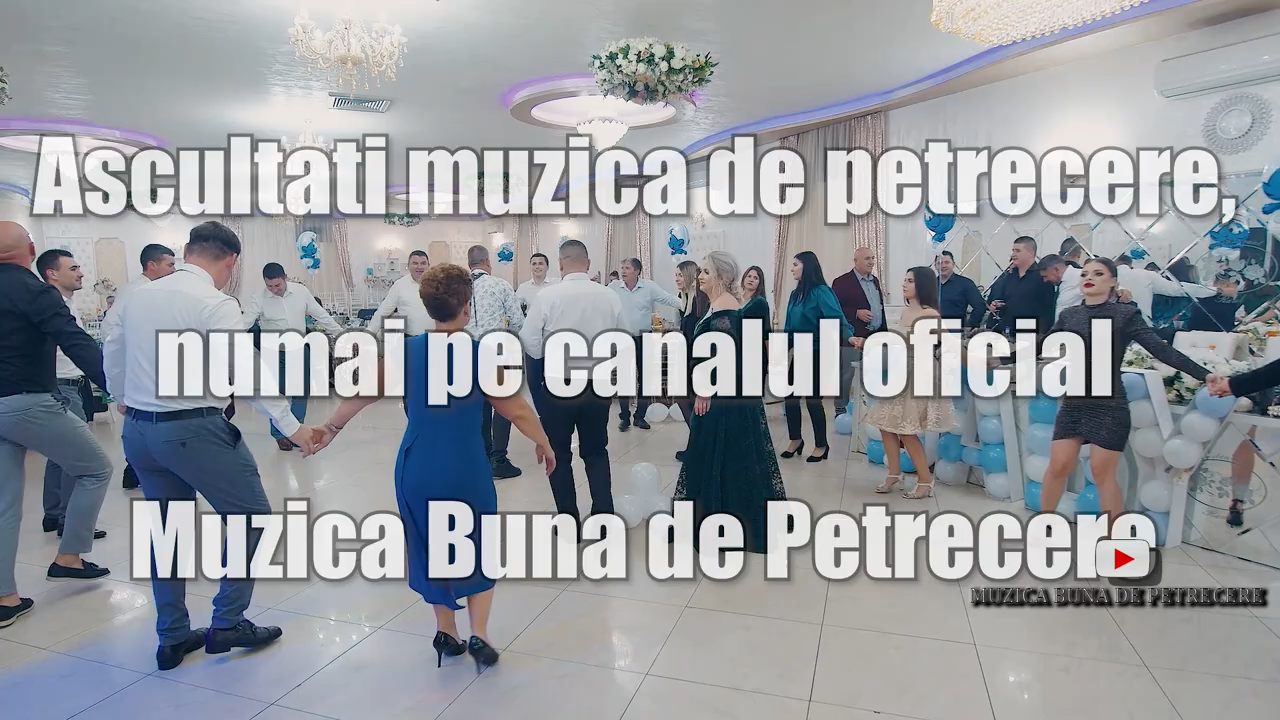 Ascultati muzica de petrecere,
numai pe canalul oficial
Muzica Buna de Petrecere
MUZICA BUNA DE PETRECERE